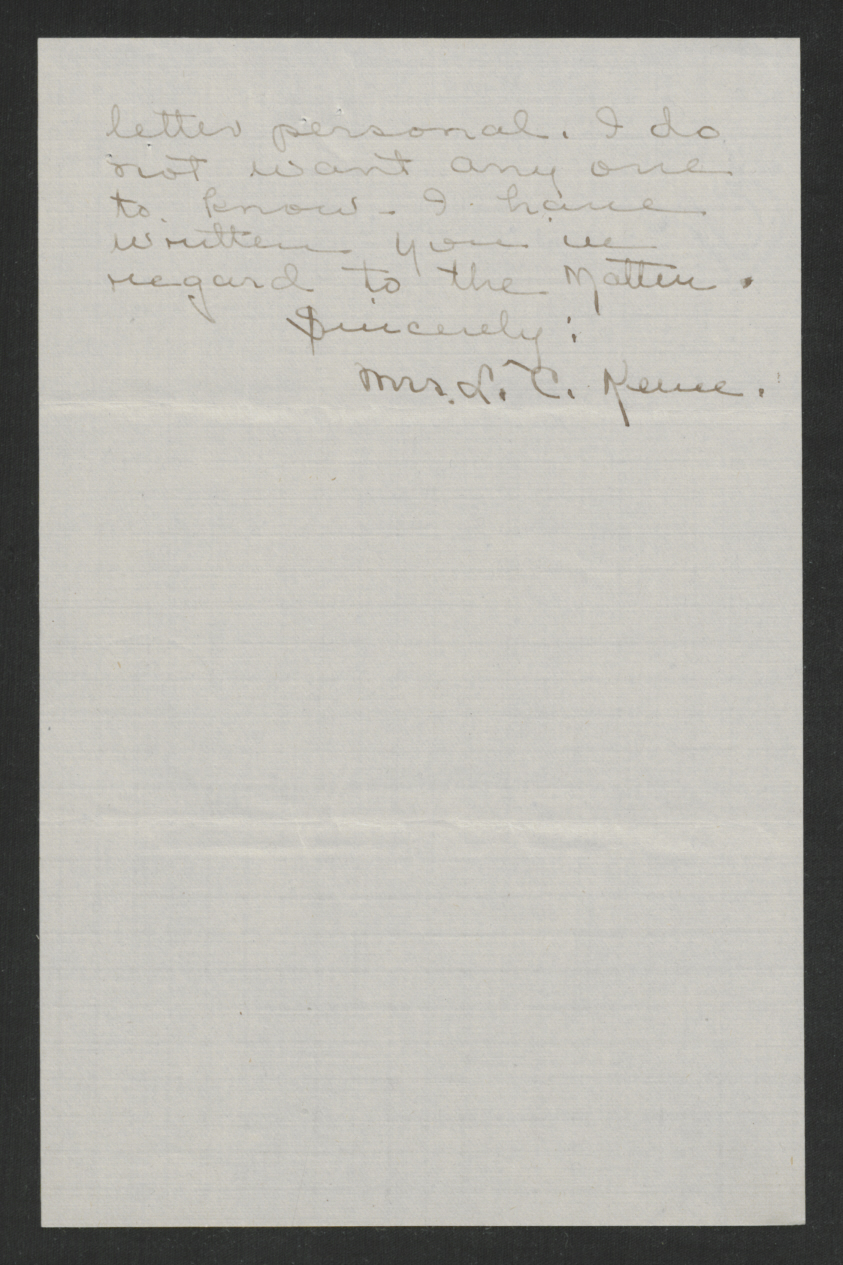 letter personal. I do
not want any one
to. know - I have
written you in
regard to the Matter.
Sincerely:
Mrs. L. C.